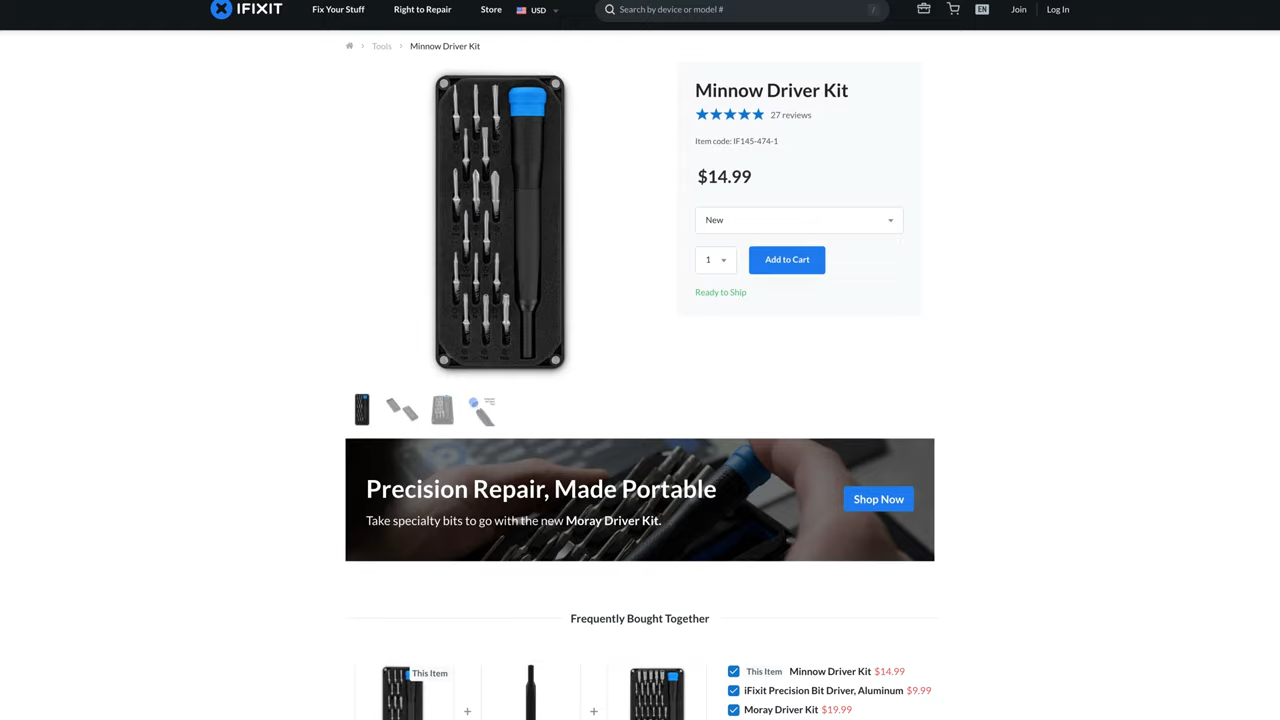 IFIXIT
Fix Your Stuff
Right to Repair
Store
USD
Search by device or model #
/
EN
Join
Log In
Tools
Minnow Driver Kit
Minnow Driver Kit
27 reviews
Item code: IF145-474-1
$14.99
New
1
Add to Cart
Ready to Ship
Precision Repair, Made Portable
Take specialty bits to go with the new Moray Driver Kit.
Shop Now
Frequently Bought Together
This Item
+
+
This Item Minnow Driver Kit $14.99
iFixit Precision Bit Driver, Aluminum $9.99
Moray Driver Kit $19.99